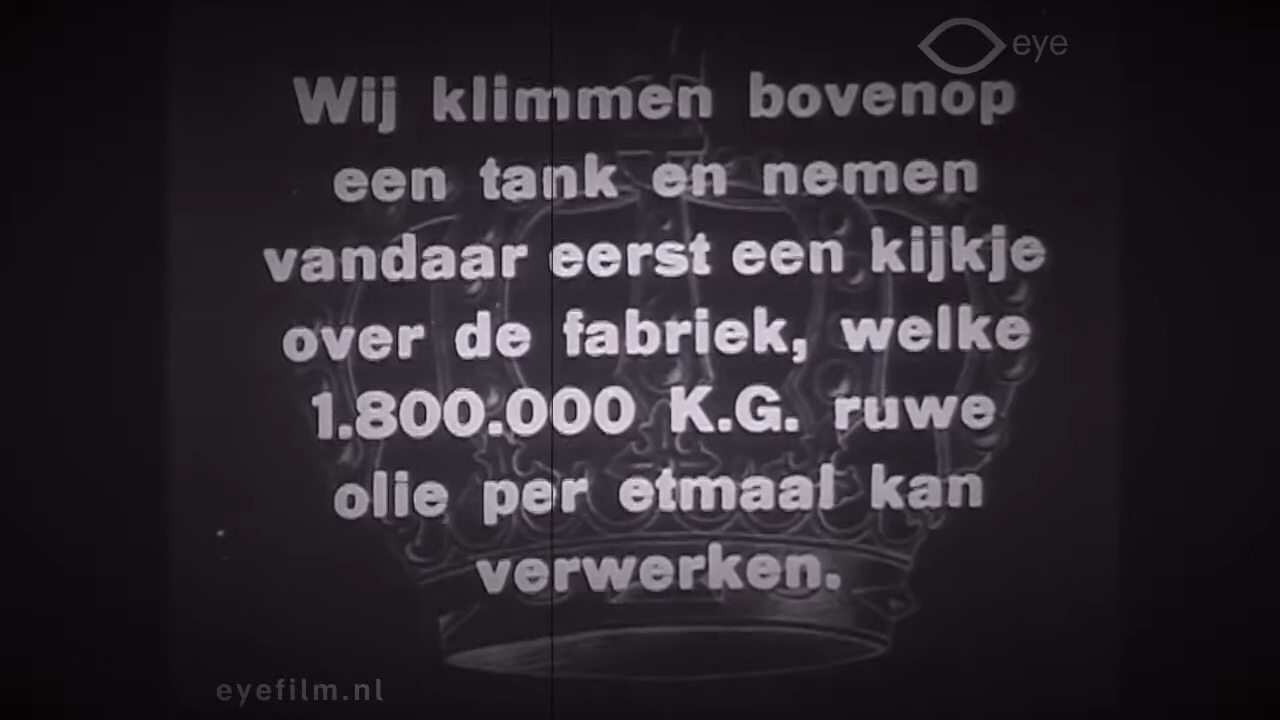 eye
Wij klimmen bovenop
een tank en nemen
vandaar eerst een kijkje
over de fabriek, welke
1.800.000 K.G. ruwe
olie per etmaal kan
verwerken.
eyefilm.nl